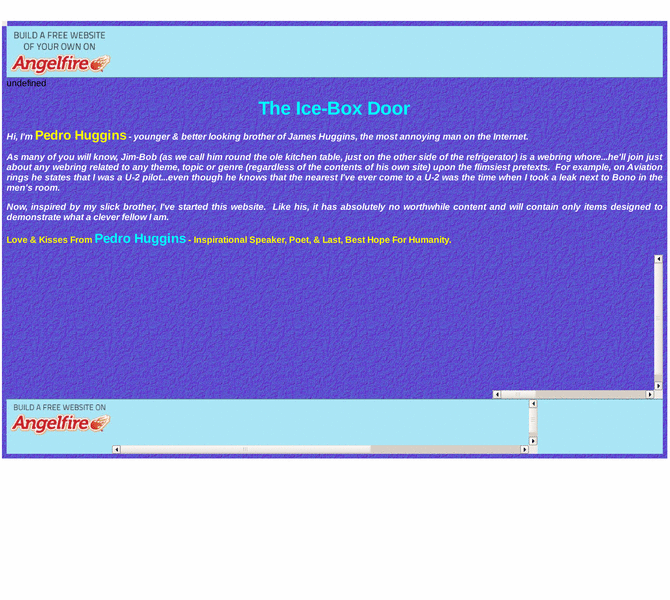 BUILD A FREE WEBSITE
OF YOUR OWN ON
Angelfire
undefined
The Ice-Box Door
Hi, I'm Pedro Huggins - younger & better looking brother of James Huggins, the most annoying man on the Internet.
As many of you will know, Jim-Bob (as we call him round the ole kitchen table, just on the other side of the refrigerator) is a webring whore...he'll join just
about any webring related to any theme, topic or genre (regardless of the contents of his own site) upon the flimsiest pretexts.  For example, on Aviation
rings he states that I was a U-2 pilot...even though he knows that the nearest I've ever come to a U-2 was the time when I took a leak next to Bono in the
men's room.
Now, inspired by my slick brother, I've started this website.  Like his, it has absolutely no worthwhile content and will contain only items designed to
demonstrate what a clever fellow I am.
Love & Kisses From Pedro Huggins - Inspirational Speaker, Poet, & Last, Best Hope For Humanity.
BUILD A FREE WEBSITE ON
Angelfire